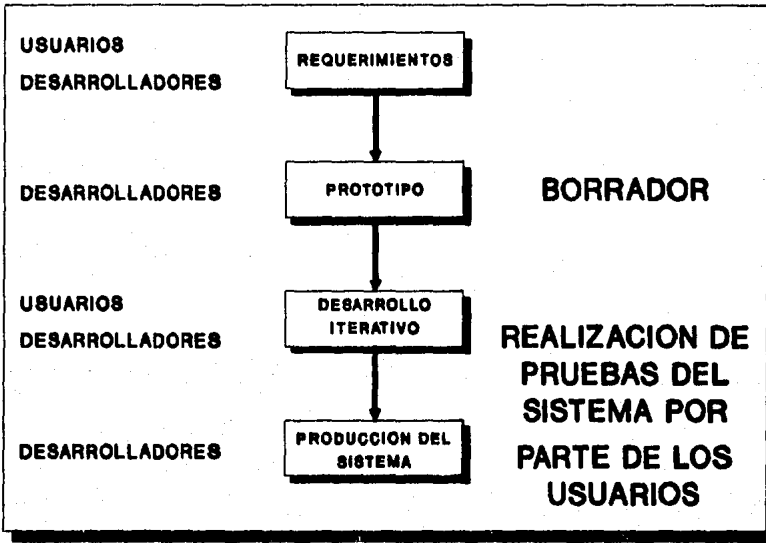 USUARIOS
DESARROLLADORES
REQUERIMIENTOS
DESARROLLADORES
PROTOTIPO
BORRADOR
USUARIOS
DESARROLLADORES
DESARROLLO
ITERATIVO
REALIZACION DE
PRUEBAS DEL
SISTEMA POR
PARTE DE LOS
USUARIOS
DESARROLLADORES
PRODUCCION DEL
SISTEMA